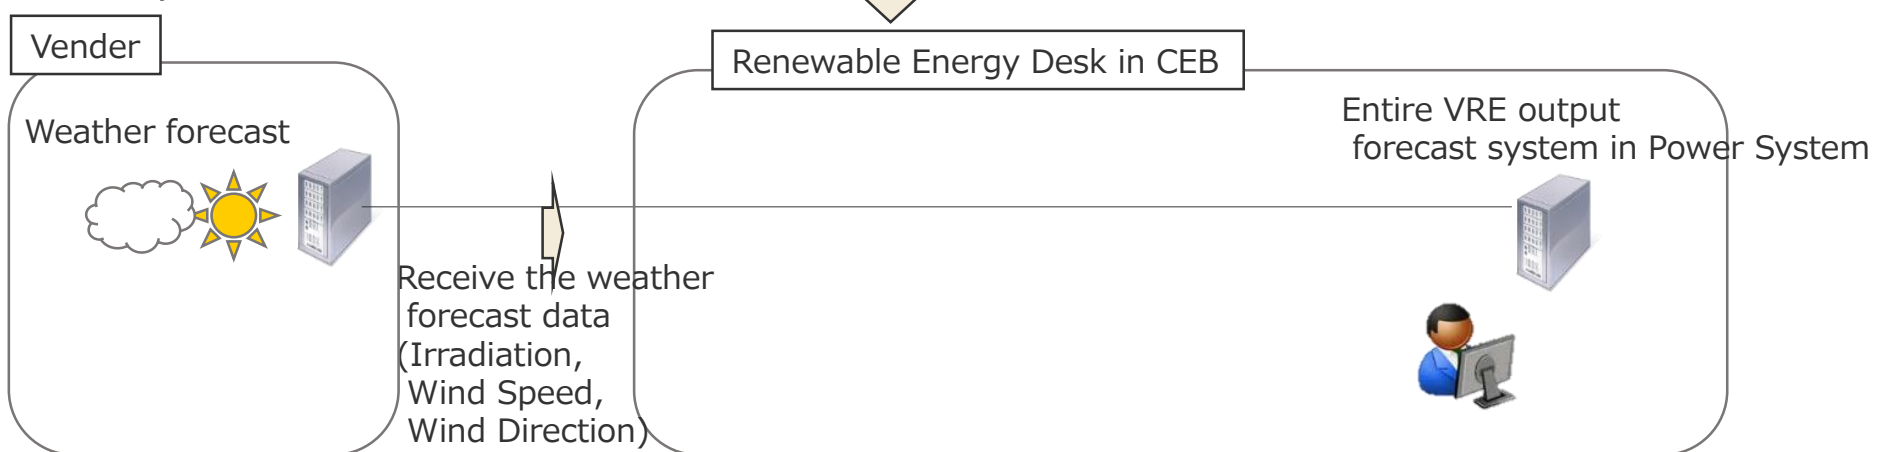 Vender
Renewable Energy Desk in CEB
Weather forecast
Entire VRE output
forecast system in Power System
Receive the weather
forecast data
(Irradiation,
Wind Speed,
Wind Direction)